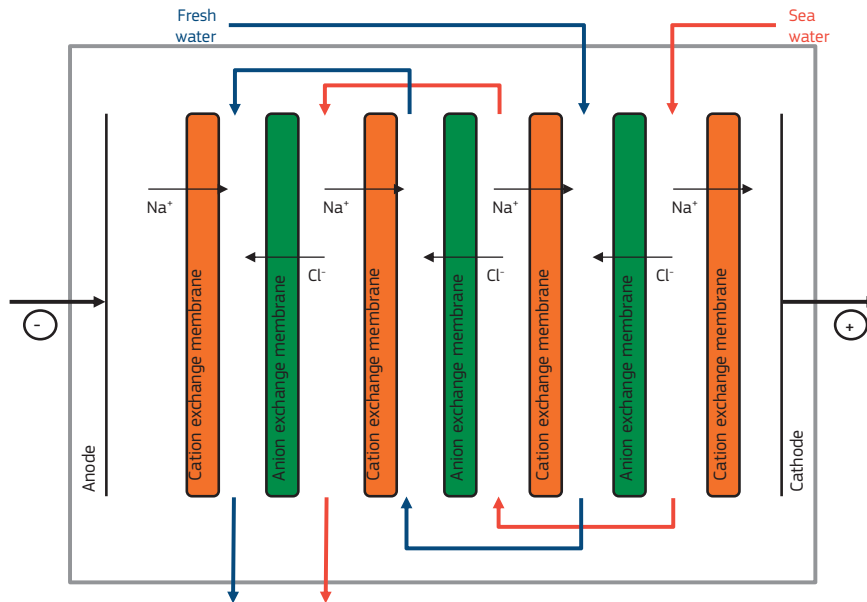 Fresh
water
Sea
water
Na⁺
Na⁺
Na⁺
Na⁺
Cl⁻
Cl⁻
Cl⁻
-
+
Anode
Cation exchange membrane
Anion exchange membrane
Cation exchange membrane
Anion exchange membrane
Cation exchange membrane
Anion exchange membrane
Cation exchange membrane
Cathode